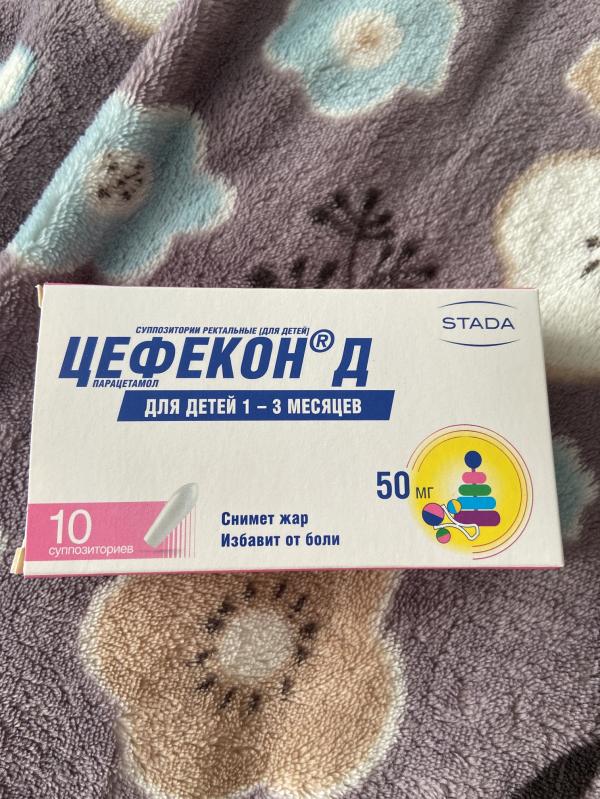 СУППОЗИТОРИИ РЕКТАЛЬНЫЕ [ДЛЯ ДЕТЕЙ]
STADA
ЦЕФЕКОН® Д
ПАРАЦЕТАМОЛ
ДЛЯ ДЕТЕЙ 1 – 3 МЕСЯЦЕВ
50 МГ
10
суппозиториев
Снимет жар
Избавит от боли